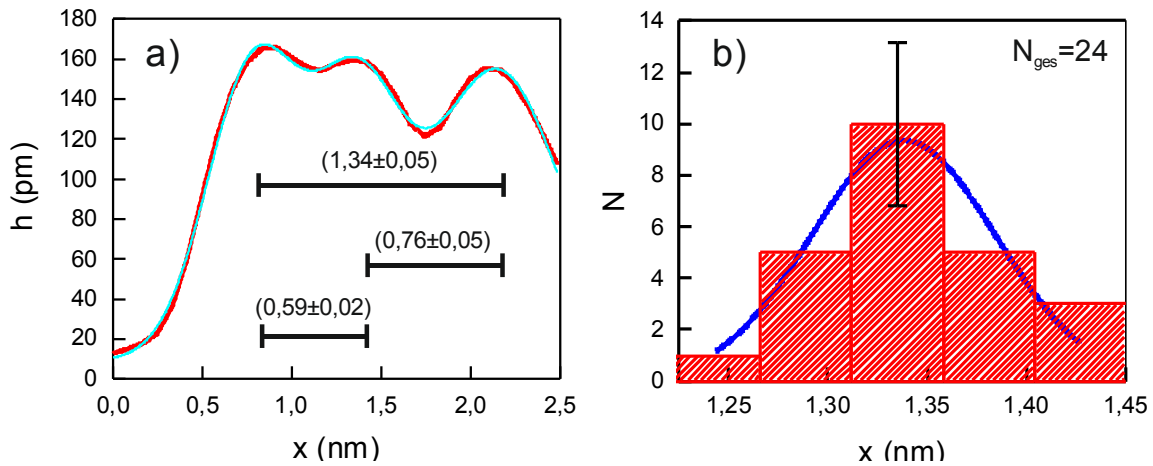 a)
h (pm)
180
160
140
120
100
80
60
40
20
0
(1,34±0,05)
(0,76±0,05)
(0,59±0,02)
0,0 0,5 1,0 1,5 2,0 2,5
x (nm)
b)
N_ges=24
N
14
12
10
8
6
4
2
0
1,25 1,30 1,35 1,40 1,45
x (nm)